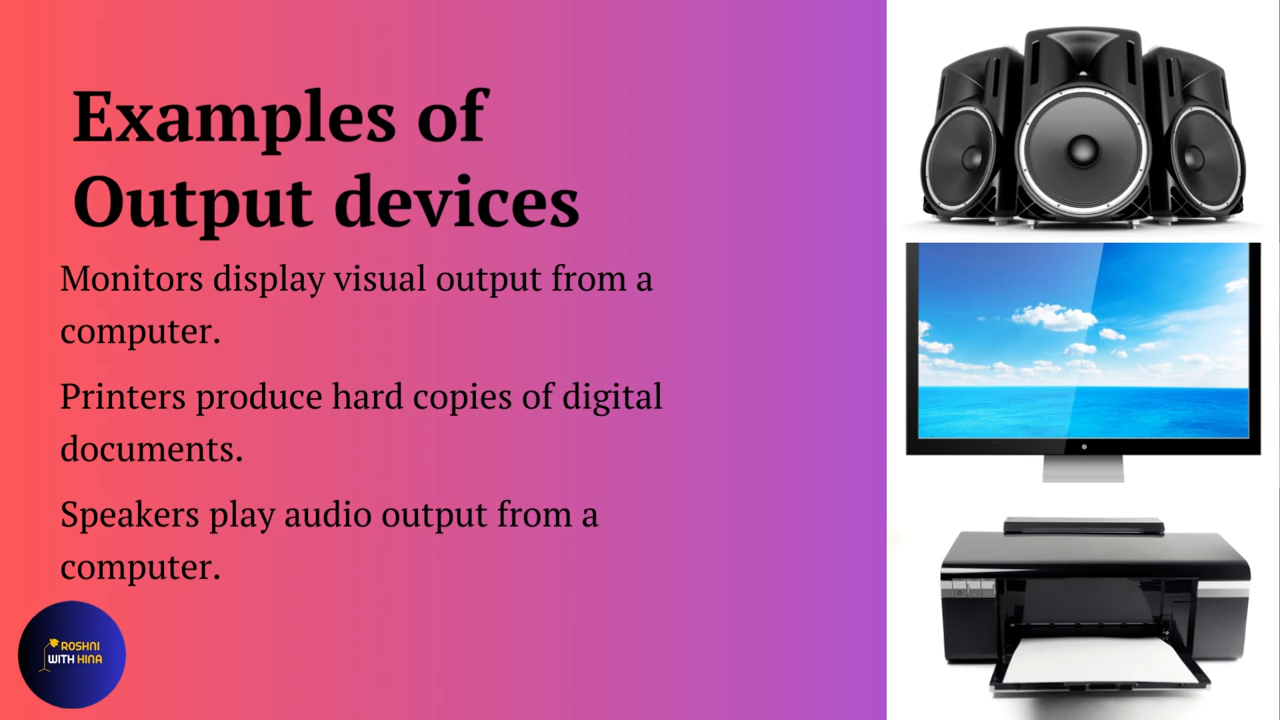 Examples of
Output devices
Monitors display visual output from a
computer.
Printers produce hard copies of digital
documents.
Speakers play audio output from a
computer.
ROSHNI
WITH HINA